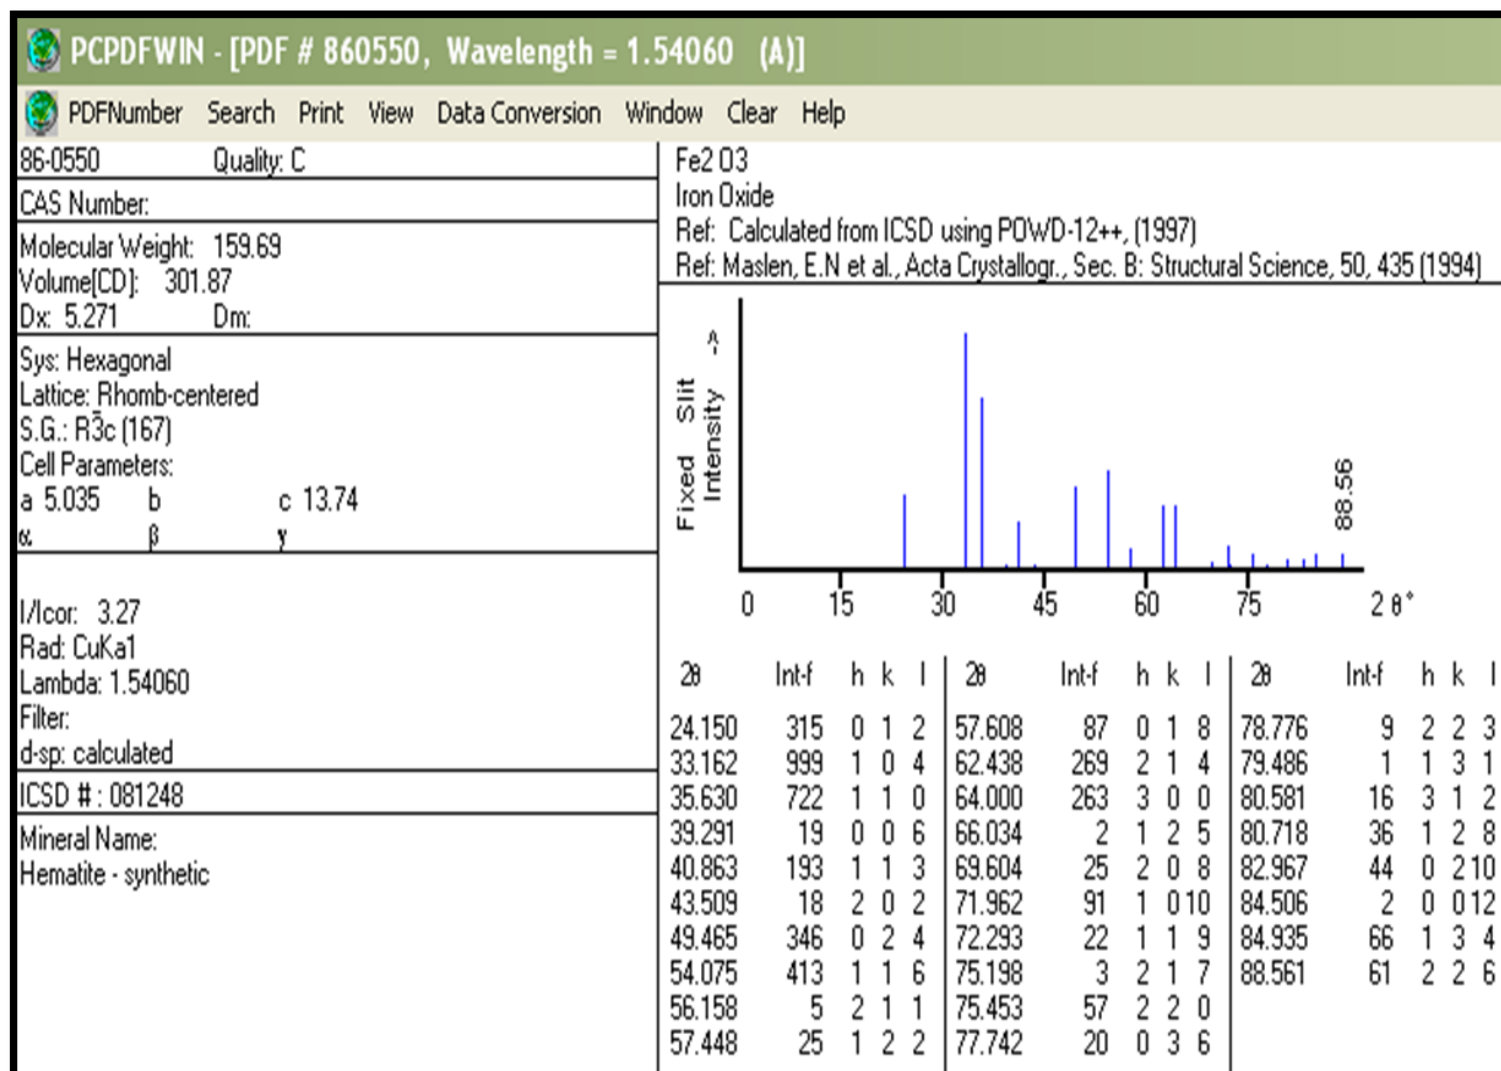 PCPDFWIN - [PDF # 860550, Wavelength = 1.54060 (A)]
PDFNumber Search Print View Data Conversion Window Clear Help
86-0550 Quality: C
CAS Number:
Molecular Weight: 159.69
Volume[CD]: 301.87
Dx: 5.271 Dm:
Sys: Hexagonal
Lattice: Rhomb-centered
S.G.: R3̄c (167)
Cell Parameters:
a 5.035 b c 13.74
α β γ
I/Icor: 3.27
Rad: CuKa1
Lambda: 1.54060
Filter:
d-sp: calculated
ICSD # : 081248
Mineral Name:
Hematite - synthetic
Fe2 O3
Iron Oxide
Ref: Calculated from ICSD using POWD-12++, (1997)
Ref: Maslen, E.N et al., Acta Crystallogr., Sec. B: Structural Science, 50, 435 (1994)
Fixed Slit
Intensity ->
88.56
0 15 30 45 60 75 2 θ °
2θ Int-f h k l 2θ Int-f h k l 2θ Int-f h k l
24.150 315 0 1 2 57.608 87 0 1 8 78.776 9 2 2 3
33.162 999 1 0 4 62.438 269 2 1 4 79.486 1 1 3 1
35.630 722 1 1 0 64.000 263 3 0 0 80.581 16 3 1 2
39.291 19 0 0 6 66.034 2 1 2 5 80.718 36 1 2 8
40.863 193 1 1 3 69.604 25 2 0 8 82.967 44 0 2 10
43.509 18 2 0 2 71.962 91 1 0 10 84.506 2 0 0 12
49.465 346 0 2 4 72.293 22 1 1 9 84.935 66 1 3 4
54.075 413 1 1 6 75.198 3 2 1 7 88.561 61 2 2 6
56.158 5 2 1 1 75.453 57 2 2 0
57.448 25 1 2 2 77.742 20 0 3 6